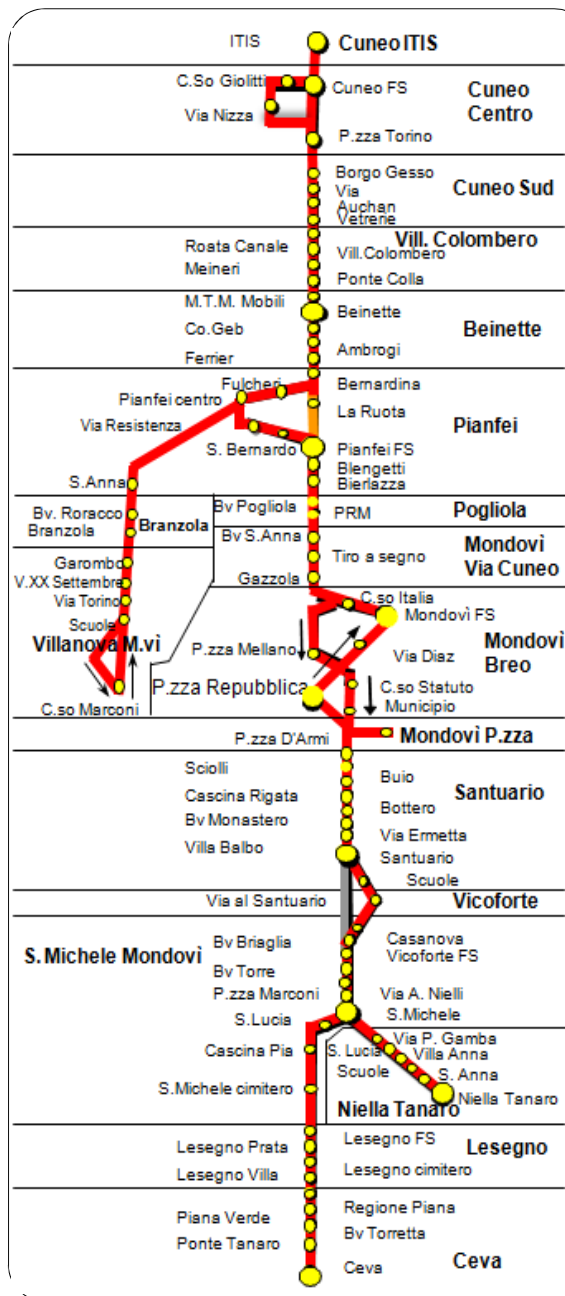 ITIS Cuneo ITIS
C.So Giolitti Cuneo FS Cuneo
Centro
Via Nizza
P.zza Torino
Borgo Gesso
Via
Cuneo Sud
Auchan
Vetrerie
Vill. Colombero
Roata Canale Vill.Colombero
Meineri
Ponte Colla
M.T.M. Mobili Beinette
Co.Geb Beinette
Ferrier Ambrogi
Fulcheri Bernardina
Pianfei centro
La Ruota
Via Resistenza Pianfei
S. Bernardo Pianfei FS
Blengetti
S.Anna Bierlazza
Bv Pogliola PRM Pogliola
Bv. Roracco Branzola
Branzola
Bv S.Anna Mondovì
Via Cuneo
Tiro a segno
Garombo
V.XX Settembre Gazzola
Via Torino C.so Italia
Mondovì FS
Scuole
Villanova M.vì P.zza Mellano Via Diaz Mondovì
Breo
P.zza Repubblica C.so Statuto
Municipio
C.so Marconi
P.zza D'Armi Mondovì P.zza
Sciolli Buio
Santuario
Cascina Rigata Bottero
Bv Monastero Via Ermetta
Villa Balbo Santuario
Scuole
Via al Santuario Vicoforte
S. Michele Mondovì
Bv Briaglia Casanova
Vicoforte FS
Bv Torre
P.zza Marconi Via A. Nielli
S.Lucia S.Michele
Via P. Gamba
Cascina Pia S. Lucia Villa Anna
Scuole S. Anna
S.Michele cimitero
Niella Tanaro
Niella Tanaro
Lesegno Prata Lesegno FS Lesegno
Lesegno Villa Lesegno cimitero
Piana Verde Regione Piana
Ponte Tanaro Bv Torretta
Ceva Ceva